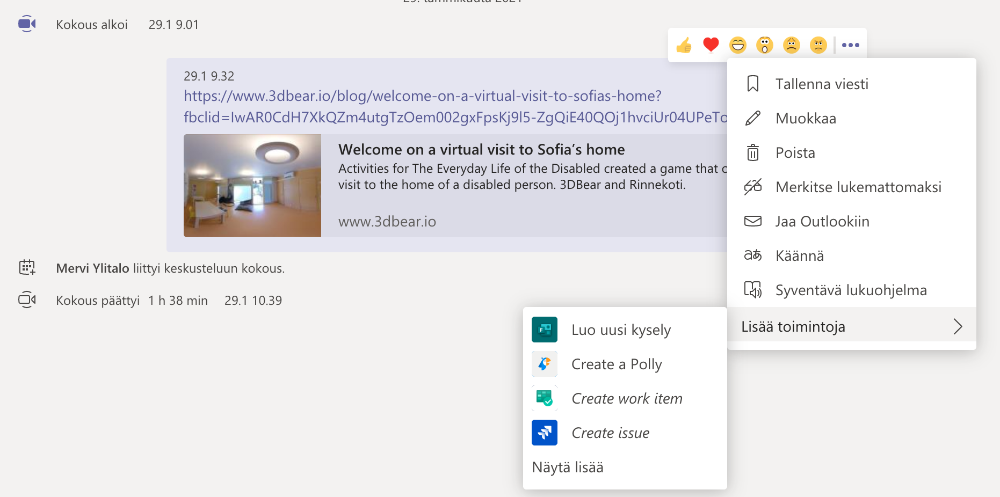 29. tammikuuta 2021
Kokous alkoi 29.1 9.01
29.1 9.32
https://www.3dbear.io/blog/welcome-on-a-virtual-visit-to-sofias-home?
fbclid=IwAR0CdH7XkQZm4utgTzOem002gxFpsKj9l5-ZgQiE40QOj1hvciUr04UPeTo
Welcome on a virtual visit to Sofia’s home
Activities for The Everyday Life of the Disabled created a game that
visit to the home of a disabled person. 3DBear and Rinnekoti.
www.3dbear.io
Mervi Ylitalo liittyi keskusteluun kokous.
Kokous päättyi 1 h 38 min 29.1 10.39
Tallenna viesti
Muokkaa
Poista
Merkitse lukemattomaksi
Jaa Outlookiin
Käännä
Syventävä lukuohjelma
Lisää toimintoja
Luo uusi kysely
Create a Polly
Create work item
Create issue
Näytä lisää